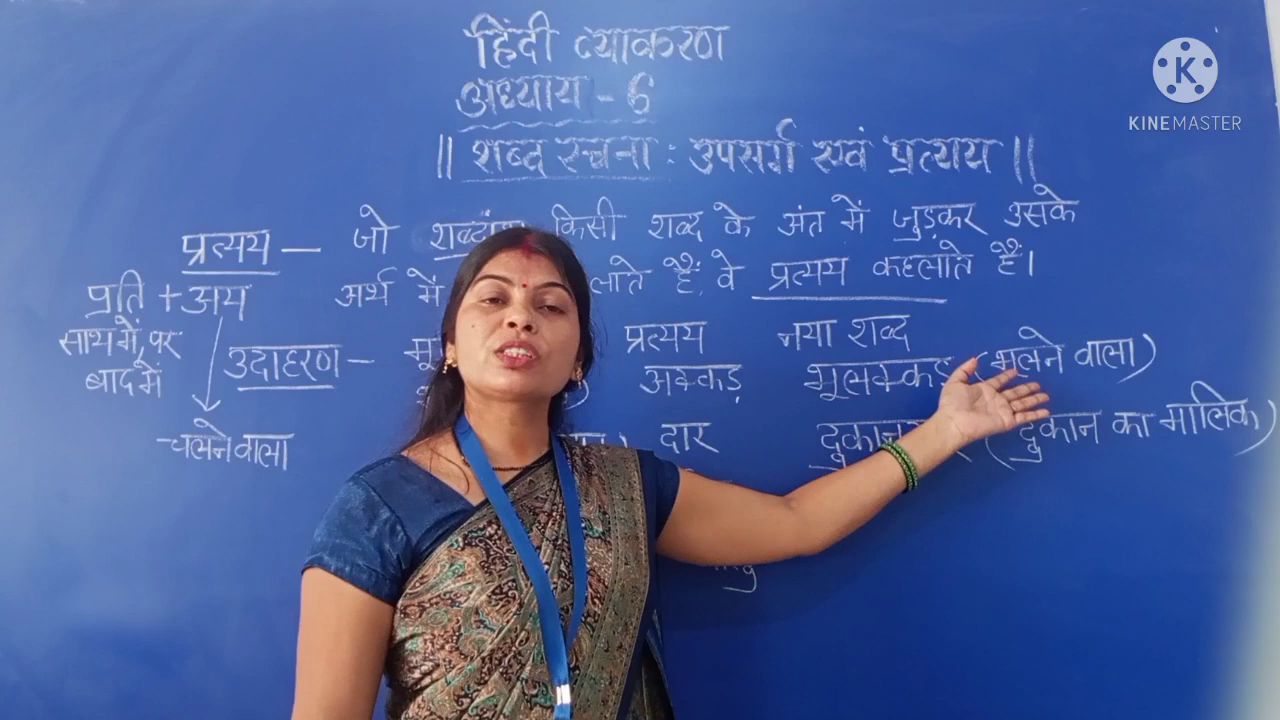 हिंदी व्याकरण
अध्याय - 6
|| शब्द रचना : उपसर्ग एवं प्रत्यय ||
प्रत्यय — जो किसी शब्द के अंत में जुड़कर उसके
अर्थ में लाते हैं, वे प्रत्यय कहलाते हैं।
प्रति + अय
साथ में, पर
बाद में
-चलने वाला
उदाहरण — प्रत्यय नया शब्द
अक्कड़ भूलक्कड़ (भूलने वाला)
दार (दुकान का मालिक)
K
KINEMASTER